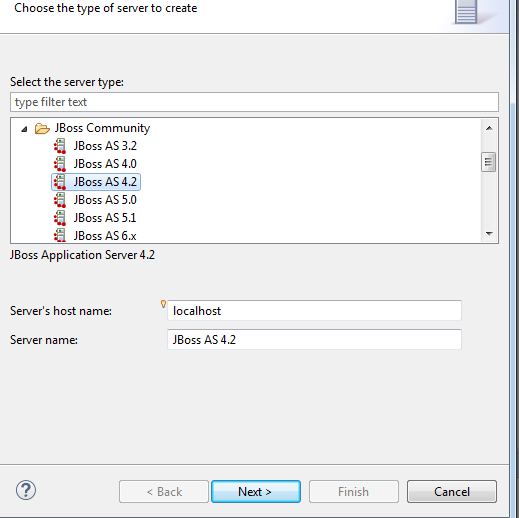 Choose the type of server to create
Select the server type:
type filter text
JBoss Community
JBoss AS 3.2
JBoss AS 4.0
JBoss AS 4.2
JBoss AS 5.0
JBoss AS 5.1
JBoss AS 6.x
JBoss Application Server 4.2
Server's host name: localhost
Server name: JBoss AS 4.2
? < Back Next > Finish Cancel